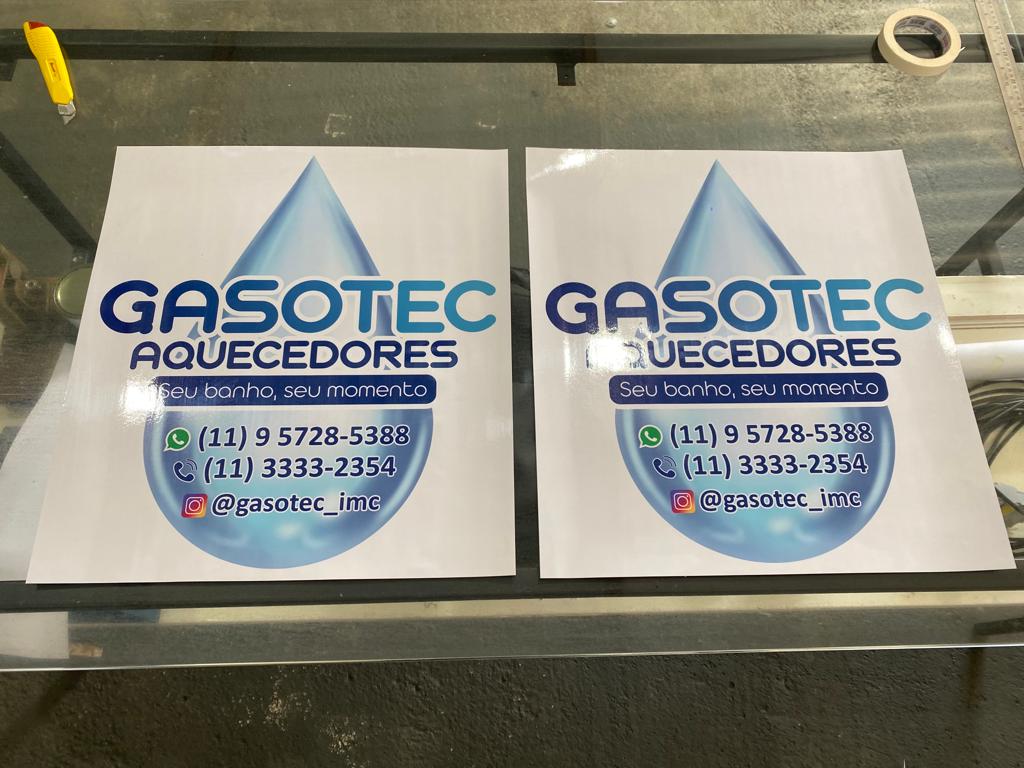 GASOTEC
AQUECEDORES
Seu banho, seu momento
(11) 9 5728-5388
(11) 3333-2354
@gasotec_imc
GASOTEC
AQUECEDORES
Seu banho, seu momento
(11) 9 5728-5388
(11) 3333-2354
@gasotec_imc